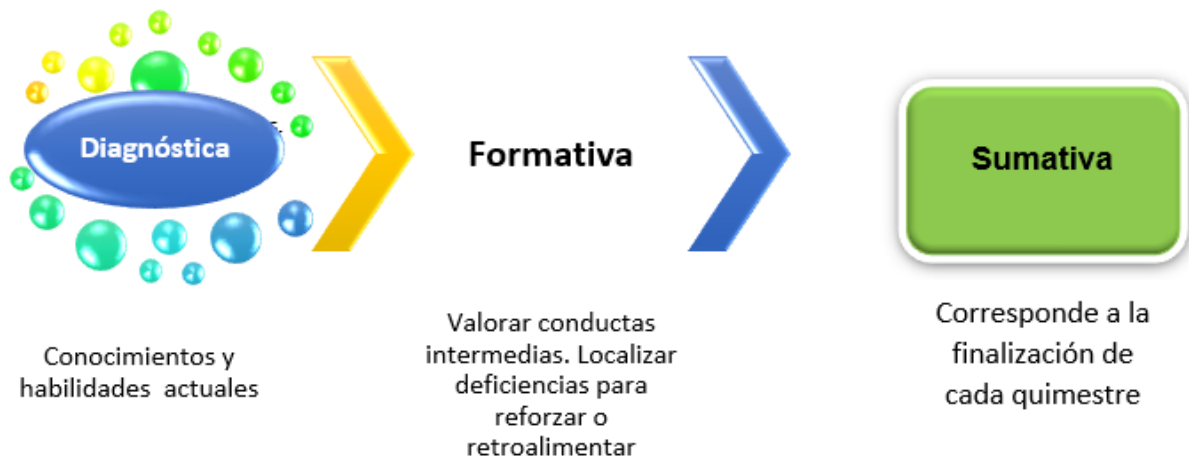 Diagnóstica
Conocimientos y
habilidades actuales
Formativa
Valorar conductas
intermedias. Localizar
deficiencias para
reforzar o
retroalimentar
Sumativa
Corresponde a la
finalización de
cada quimestre